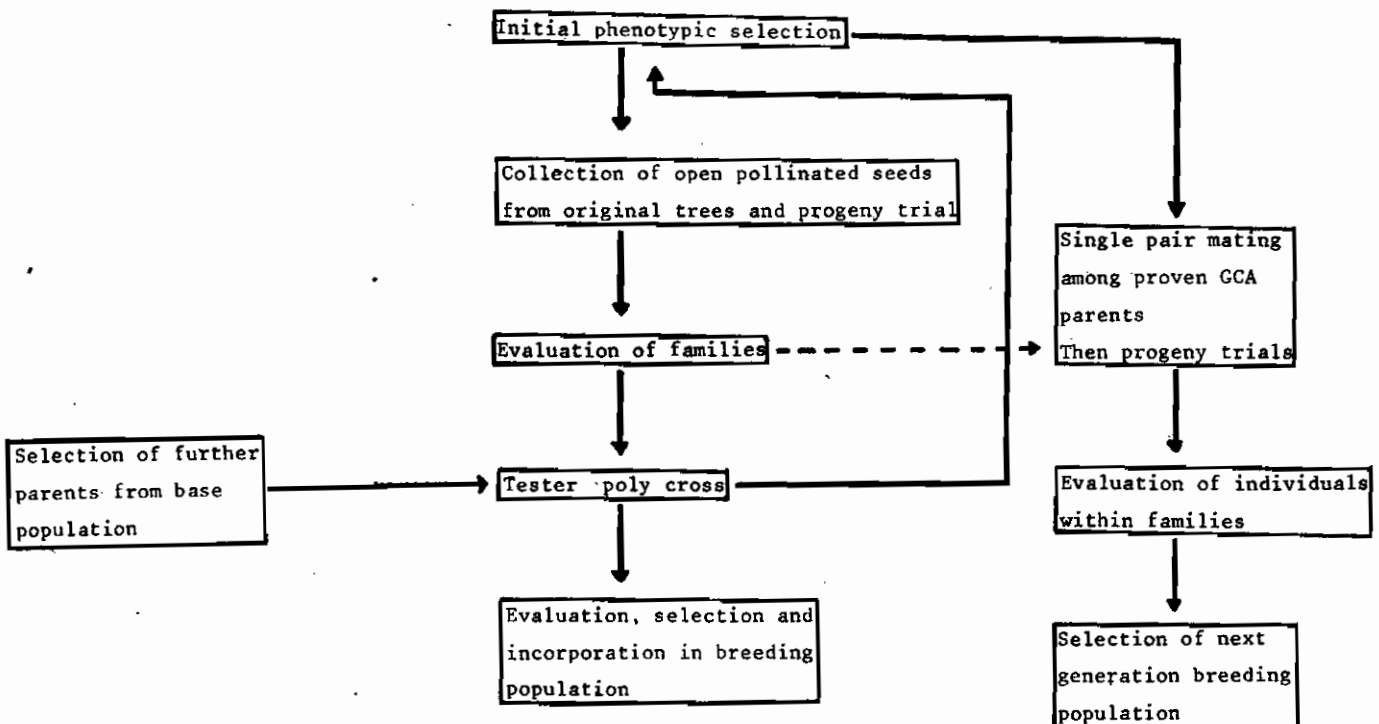 Initial phenotypic selection
Collection of open pollinated seeds
from original trees and progeny trial
Single pair mating
among proven GCA
parents
Then progeny trials
Evaluation of families
Selection of further
parents from base
population
Tester poly cross
Evaluation of individuals
within families
Evaluation, selection and
incorporation in breeding
population
Selection of next
generation breeding
population